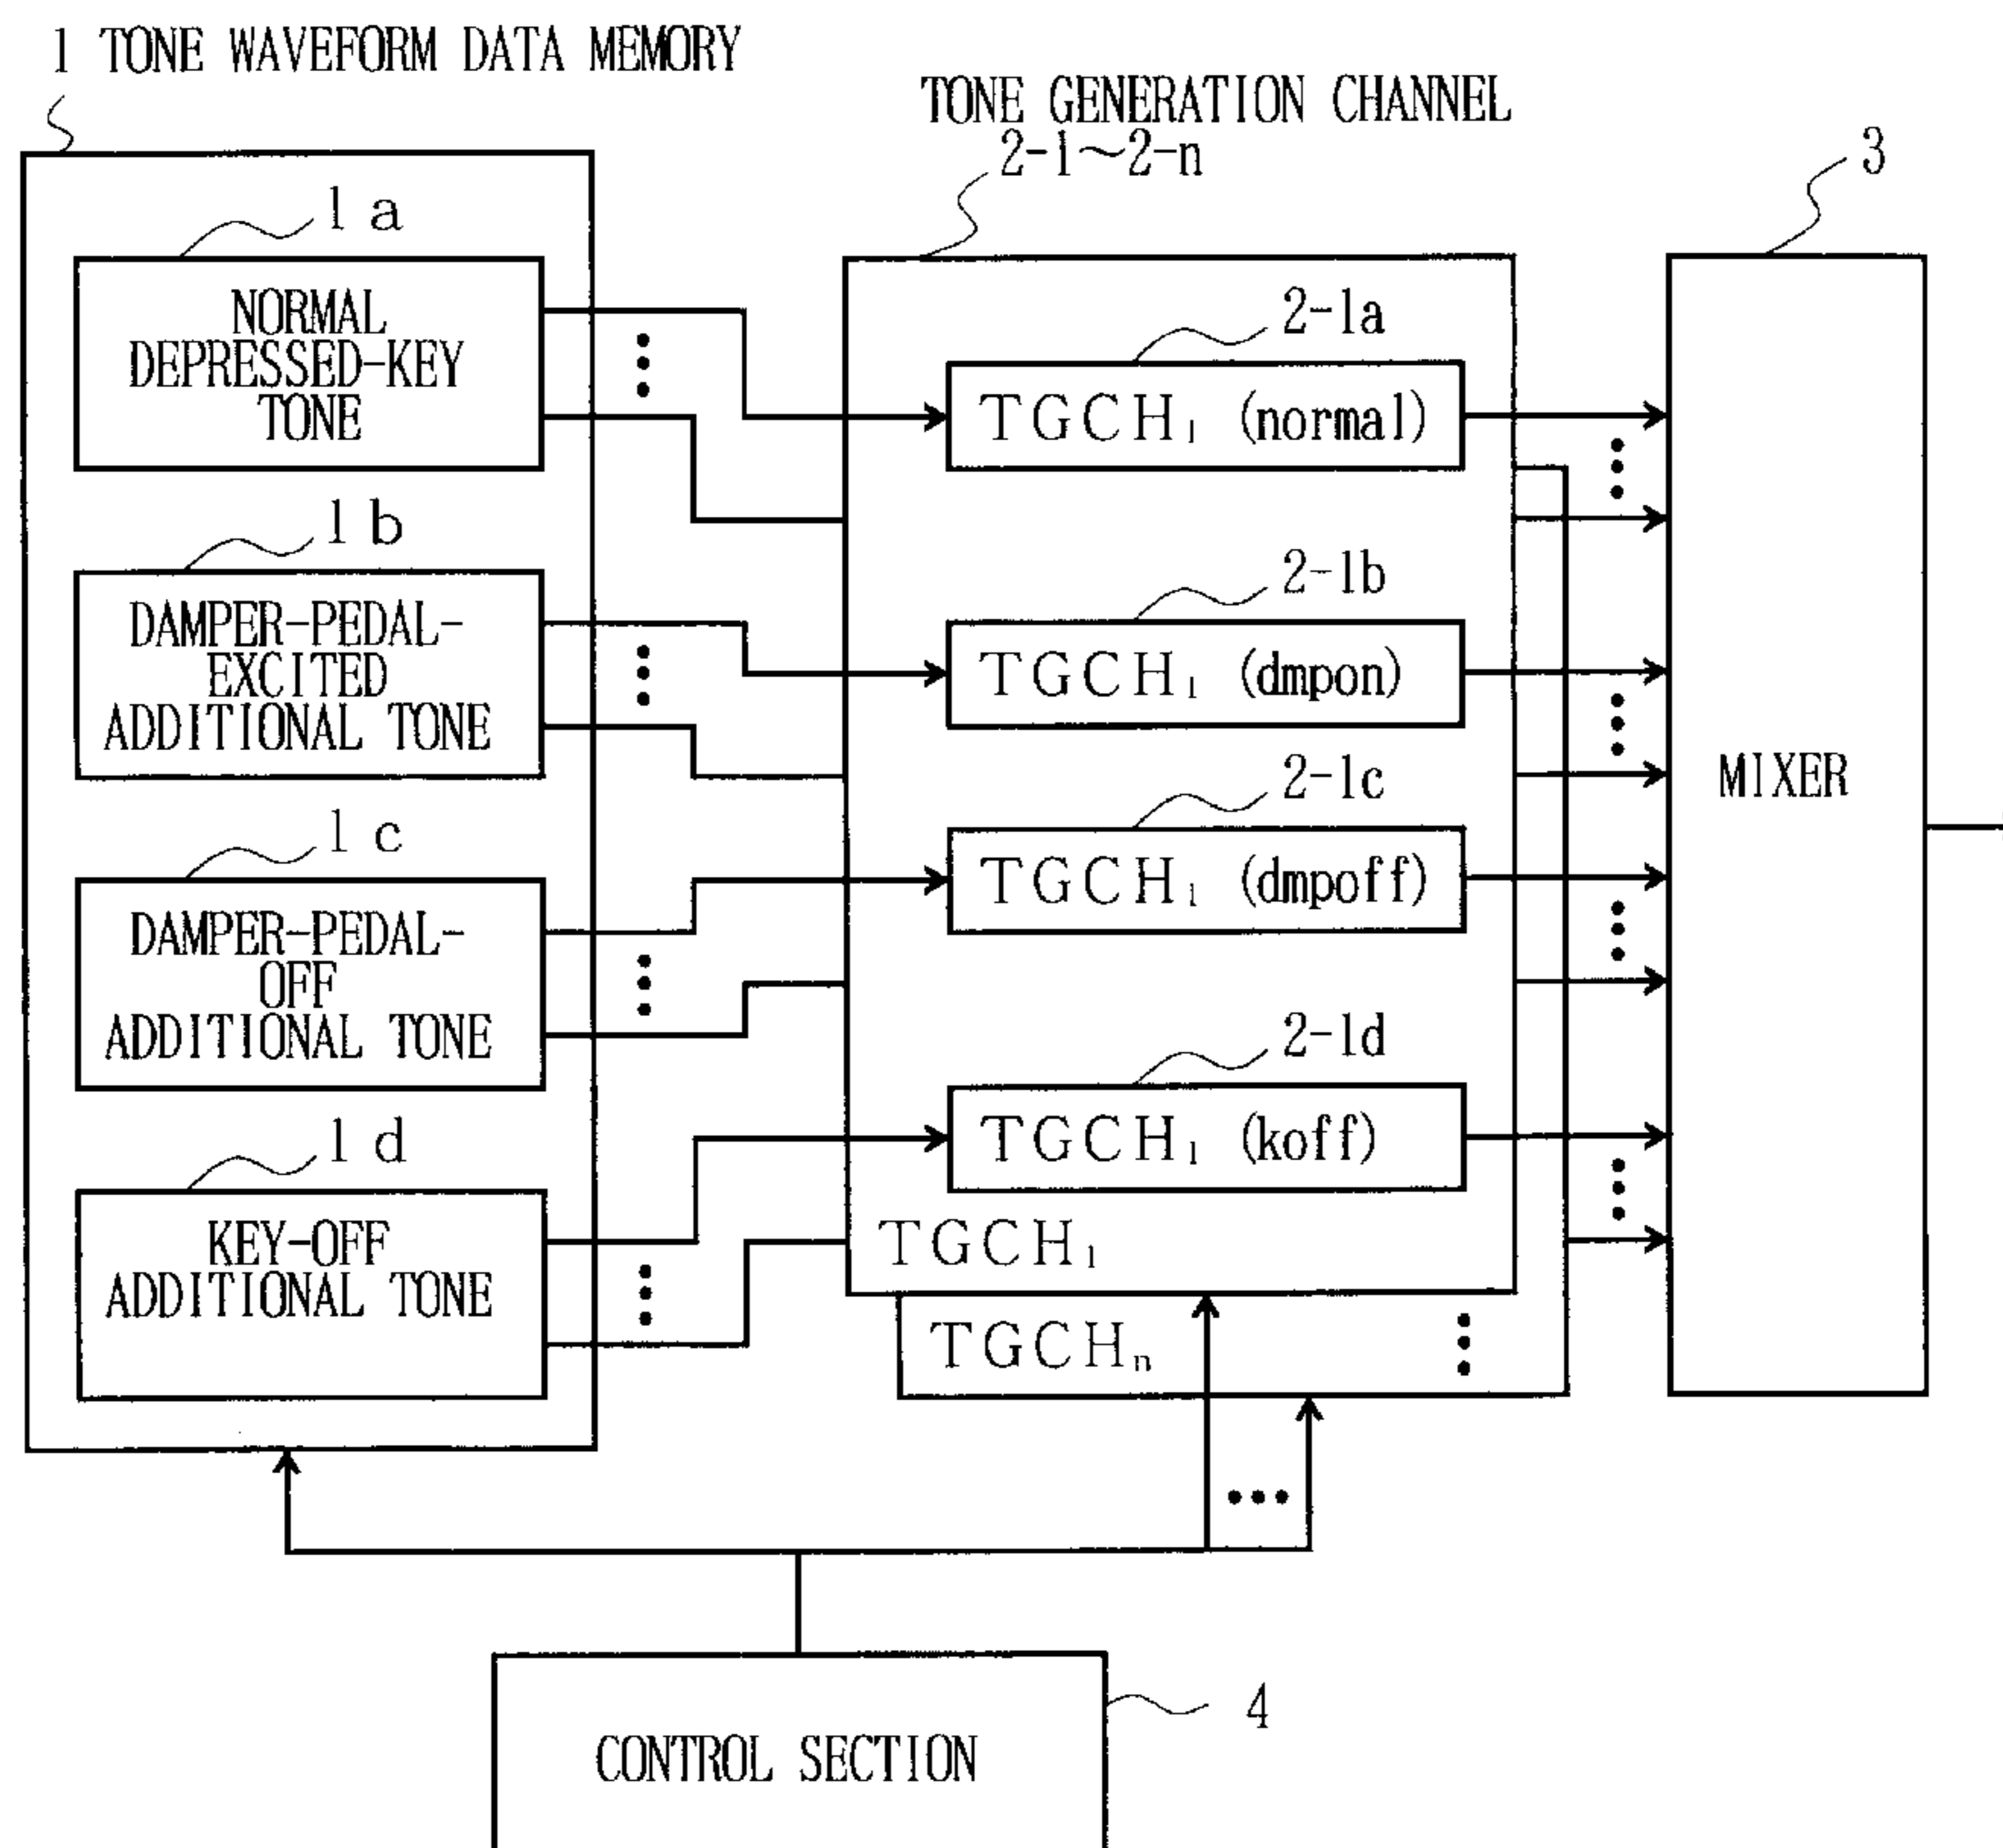 1 TONE WAVEFORM DATA MEMORY
TONE GENERATION CHANNEL
2-1~2-n
3
1a
NORMAL
DEPRESSED-KEY
TONE
1b
DAMPER-PEDAL-
EXCITED
ADDITIONAL TONE
1c
DAMPER-PEDAL-
OFF
ADDITIONAL TONE
1d
KEY-OFF
ADDITIONAL TONE
2-1a
TGCH₁ (normal)
2-1b
TGCH₁ (dmpon)
2-1c
TGCH₁ (dmpoff)
2-1d
TGCH₁ (koff)
TGCH₁
TGCHₙ
MIXER
CONTROL SECTION
4